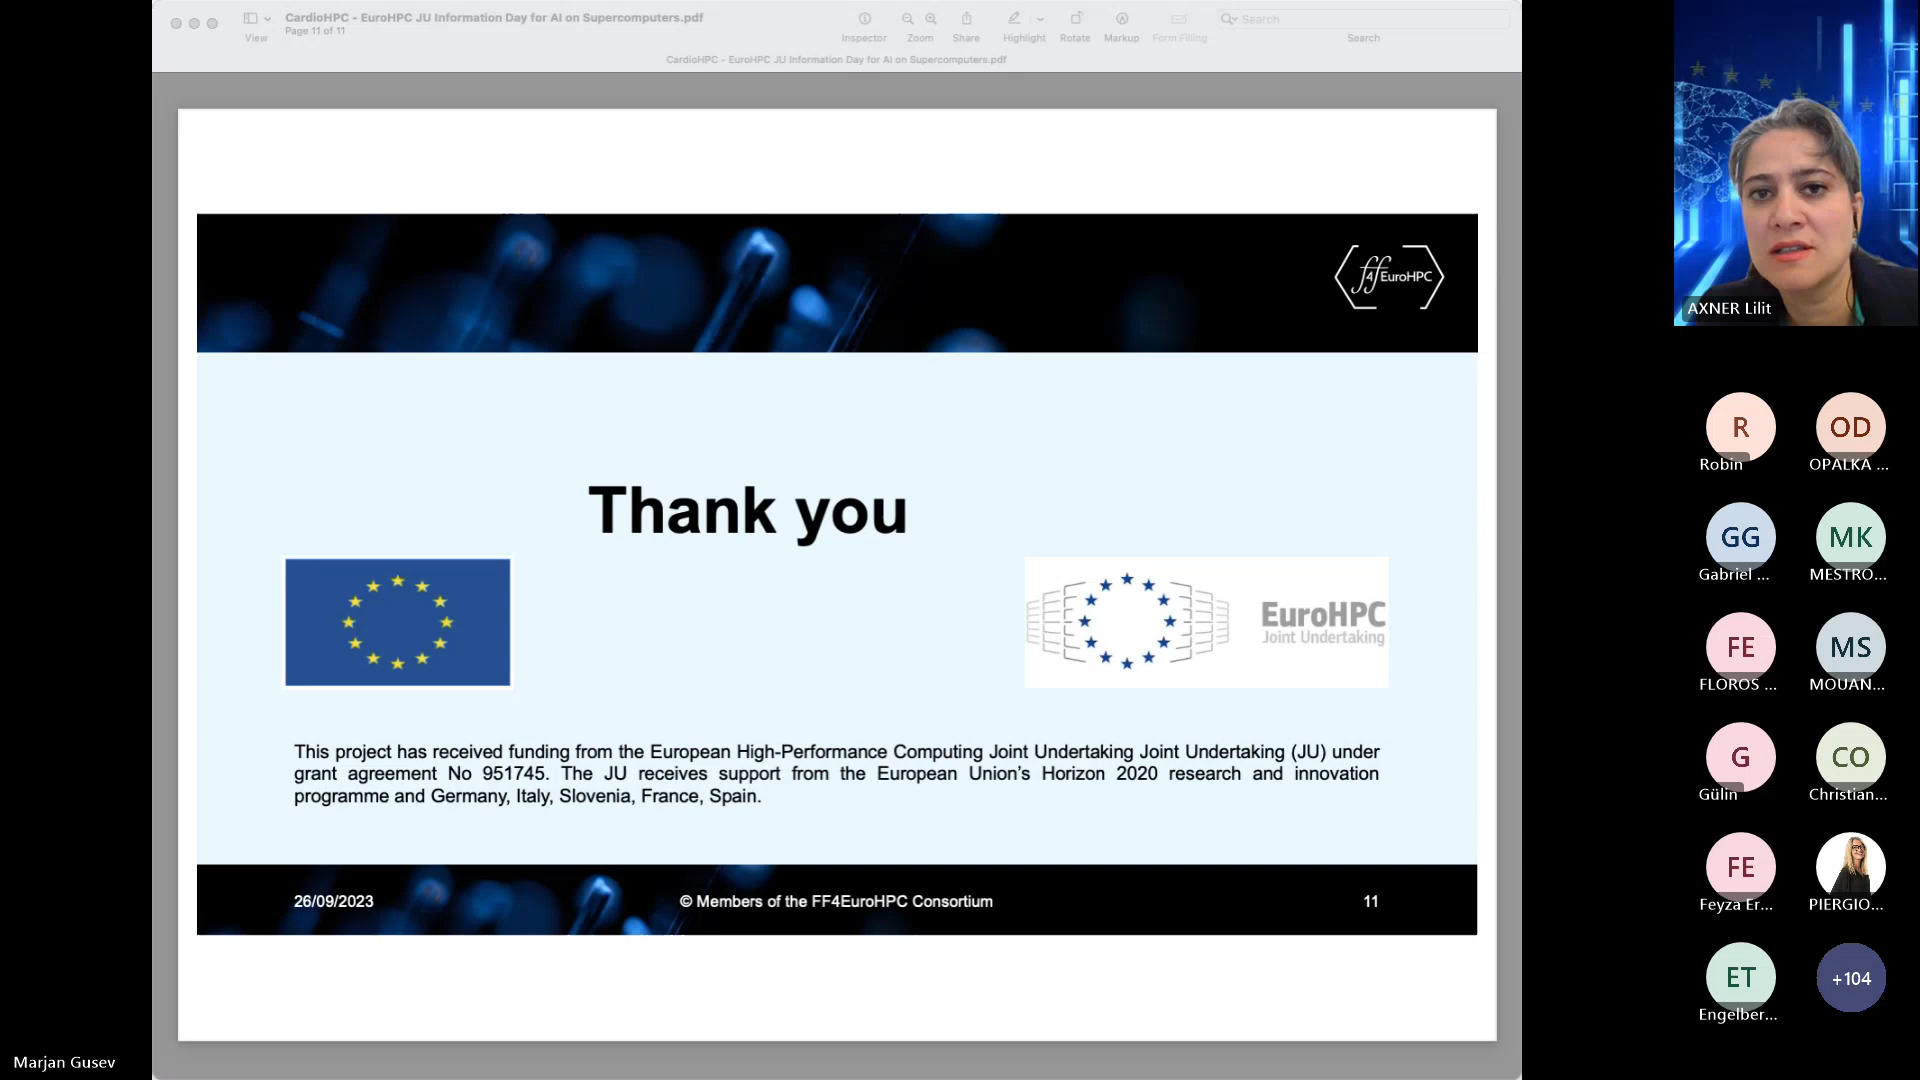 CardioHPC - EuroHPC JU Information Day for AI on Supercomputers.pdf
Page 11 of 11
View
Inspector
Zoom
Share
Highlight
Rotate
Markup
Form Filling
Search
Search
CardioHPC - EuroHPC JU Information Day for AI on Supercomputers.pdf
ff4EuroHPC
Thank you
EuroHPC
Joint Undertaking
This project has received funding from the European High-Performance Computing Joint Undertaking Joint Undertaking (JU) under
grant agreement No 951745. The JU receives support from the European Union's Horizon 2020 research and innovation
programme and Germany, Italy, Slovenia, France, Spain.
26/09/2023
© Members of the FF4EuroHPC Consortium
11
AXNER Lilit
R
Robin
OD
OPALKA ...
GG
Gabriel ...
MK
MESTRO...
FE
FLOROS ...
MS
MOUAN...
G
Gülin
CO
Christian...
FE
Feyza Er...
PIERGIO...
ET
Engelber...
+104
Marjan Gusev